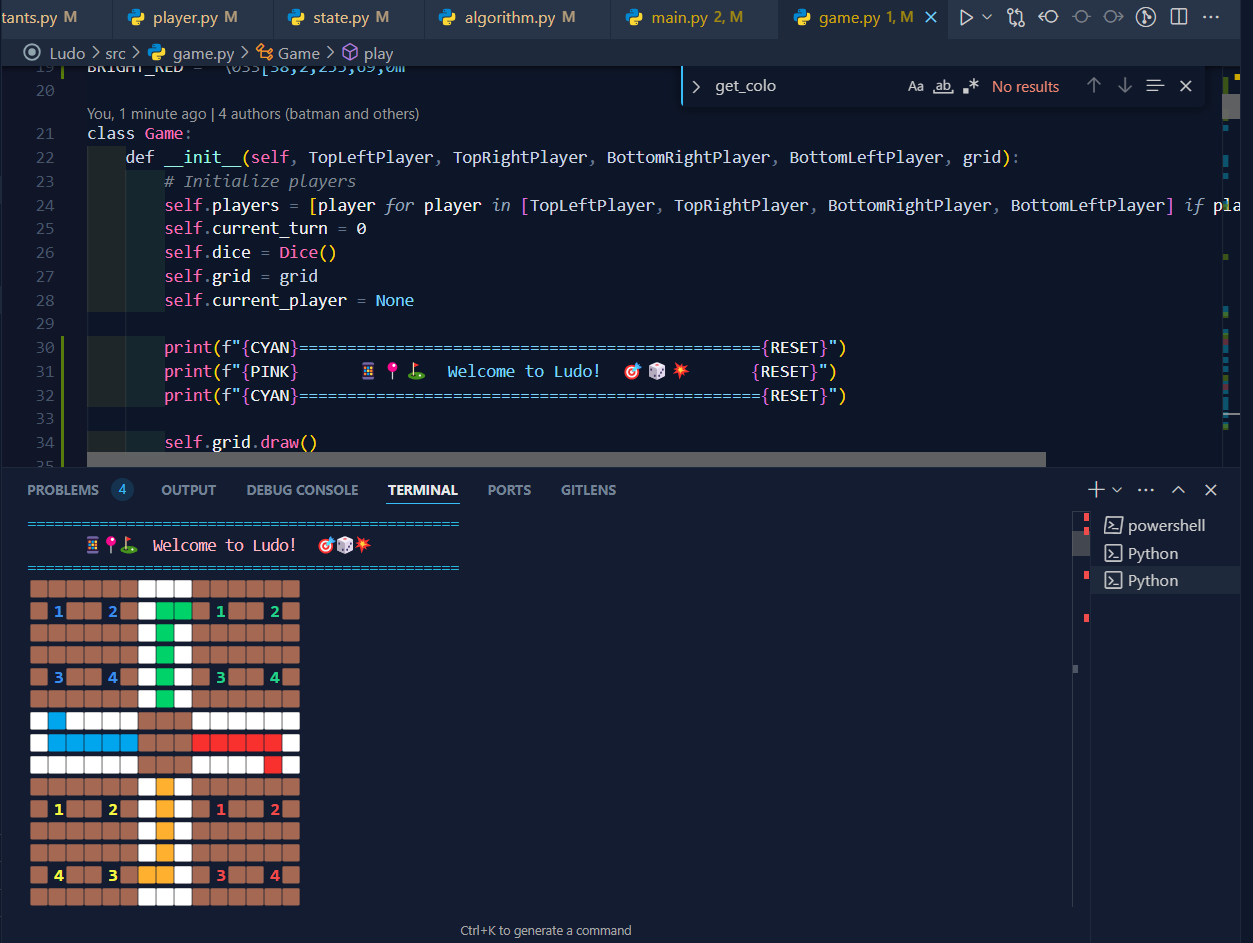 tants.py M player.py M state.py M algorithm.py M main.py 2, M game.py 1, M
Ludo > src > game.py > Game > play
get_colo Aa ab No results
19 BRIGHT_RED = "\033[38;2;255;69;0m"
20
You, 1 minute ago | 4 authors (batman and others)
21 class Game:
22 def __init__(self, TopLeftPlayer, TopRightPlayer, BottomRightPlayer, BottomLeftPlayer, grid):
23 # Initialize players
24 self.players = [player for player in [TopLeftPlayer, TopRightPlayer, BottomRightPlayer, BottomLeftPlayer] if pla
25 self.current_turn = 0
26 self.dice = Dice()
27 self.grid = grid
28 self.current_player = None
29
30 print(f"{CYAN}================================================{RESET}")
31 print(f"{PINK} 🧵📍⛳ Welcome to Ludo! 🎯🎲💥 {RESET}")
32 print(f"{CYAN}================================================{RESET}")
33
34 self.grid.draw()
35
PROBLEMS 4 OUTPUT DEBUG CONSOLE TERMINAL PORTS GITLENS
================================================
🧵📍⛳ Welcome to Ludo! 🎯🎲💥
================================================
1 2 1 2
3 4 3 4
1 2 1 2
4 3 3 4
powershell
Python
Python
Ctrl+K to generate a command